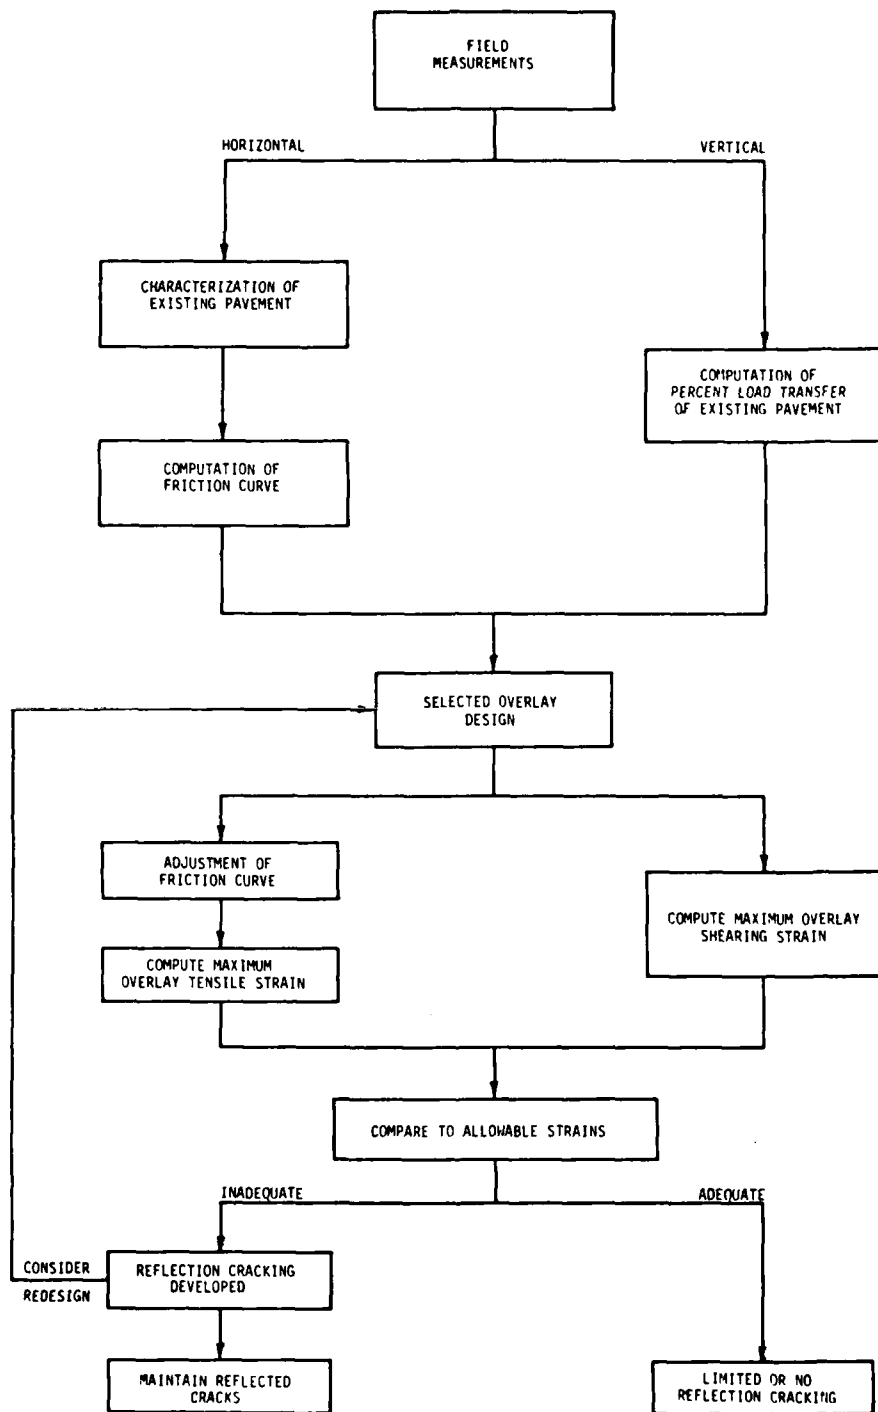 FIELD
MEASUREMENTS
HORIZONTAL
VERTICAL
CHARACTERIZATION OF
EXISTING PAVEMENT
COMPUTATION OF
PERCENT LOAD TRANSFER
OF EXISTING PAVEMENT
COMPUTATION OF
FRICTION CURVE
SELECTED OVERLAY
DESIGN
ADJUSTMENT OF
FRICTION CURVE
COMPUTE MAXIMUM OVERLAY
SHEARING STRAIN
COMPUTE MAXIMUM
OVERLAY TENSILE STRAIN
COMPARE TO ALLOWABLE STRAINS
INADEQUATE
ADEQUATE
CONSIDER
REDESIGN
REFLECTION CRACKING
DEVELOPED
MAINTAIN REFLECTED
CRACKS
LIMITED OR NO
REFLECTION CRACKING